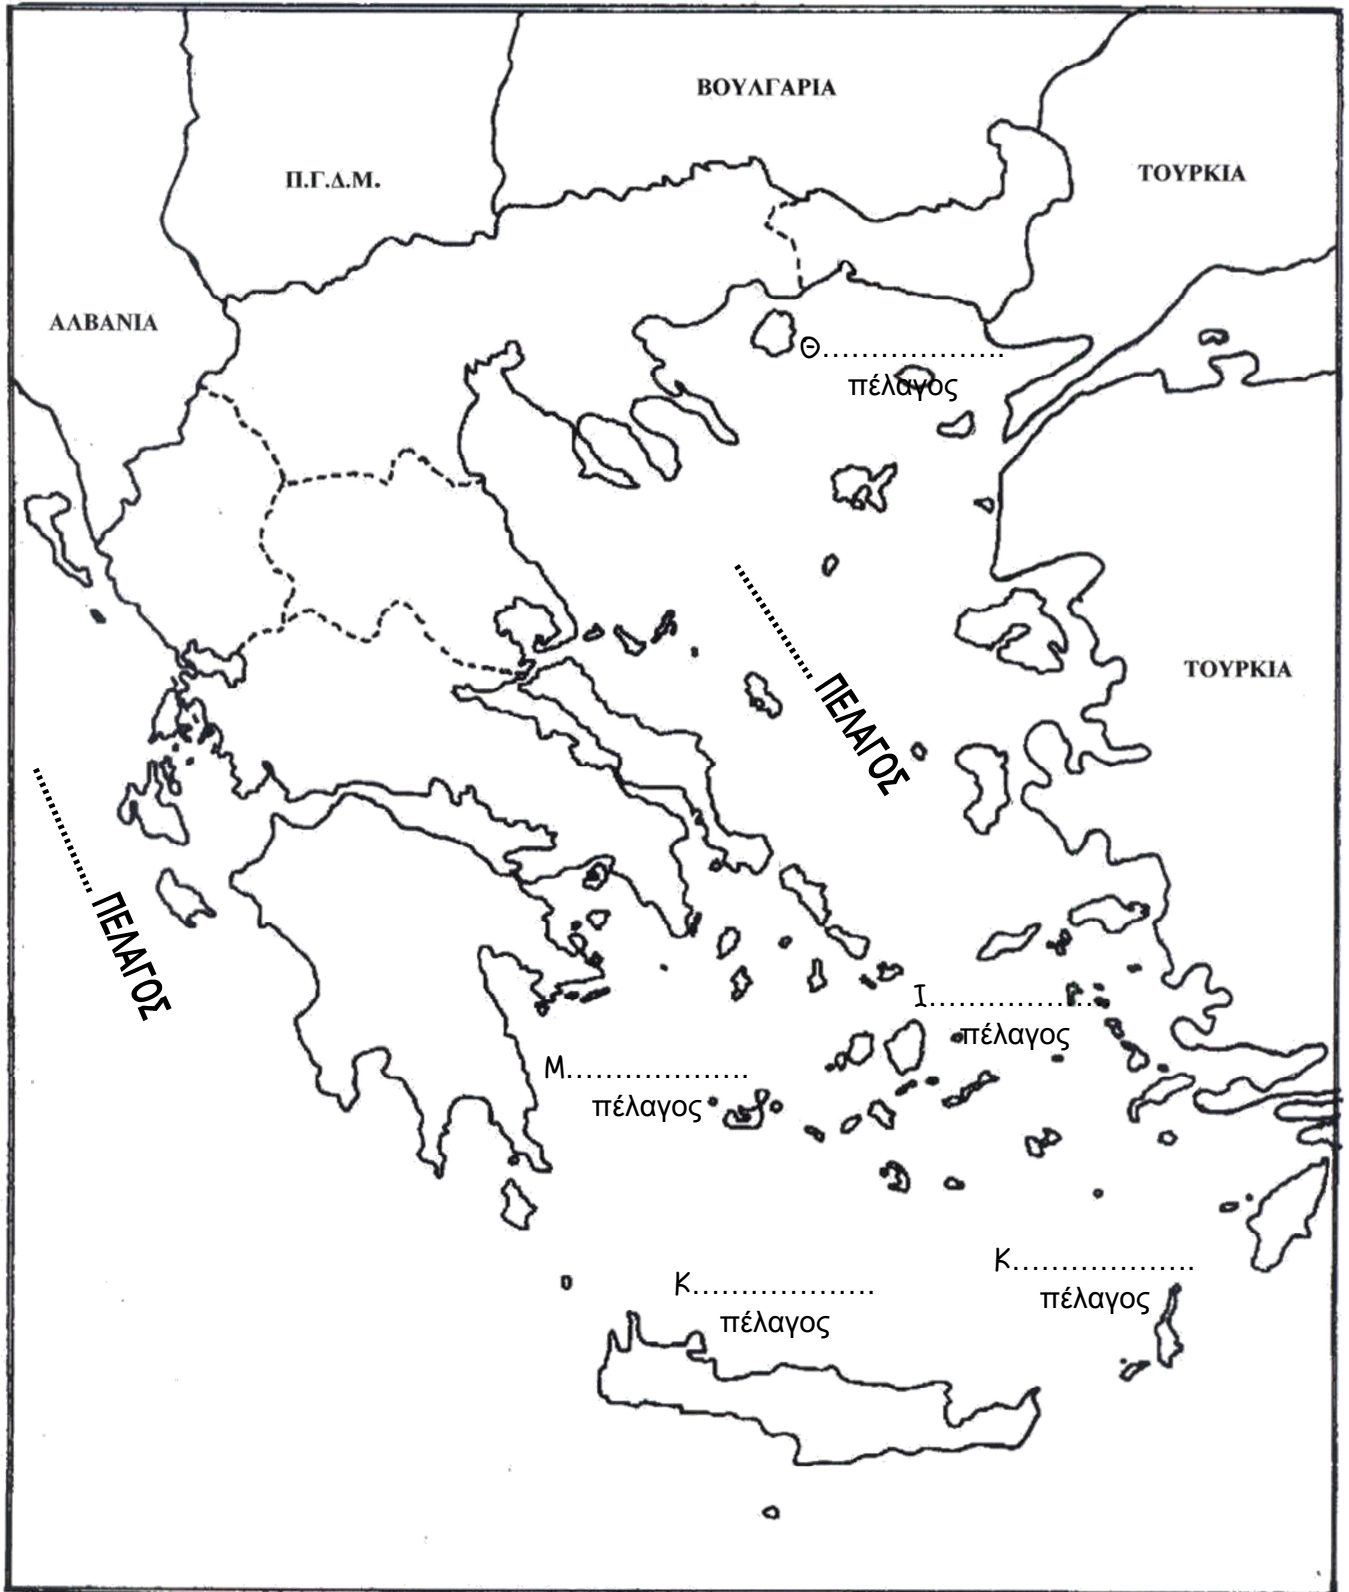 ΒΟΥΛΓΑΡΙΑ
ΤΟΥΡΚΙΑ
Π.Γ.Δ.Μ.
ΑΛΒΑΝΙΑ
Θ...................
πέλαγος
ΤΟΥΡΚΙΑ
............... ΠΕΛΑΓΟΣ
............... ΠΕΛΑΓΟΣ
Ι...................
πέλαγος
Μ...................
πέλαγος
Κ...................
πέλαγος
Κ...................
πέλαγος